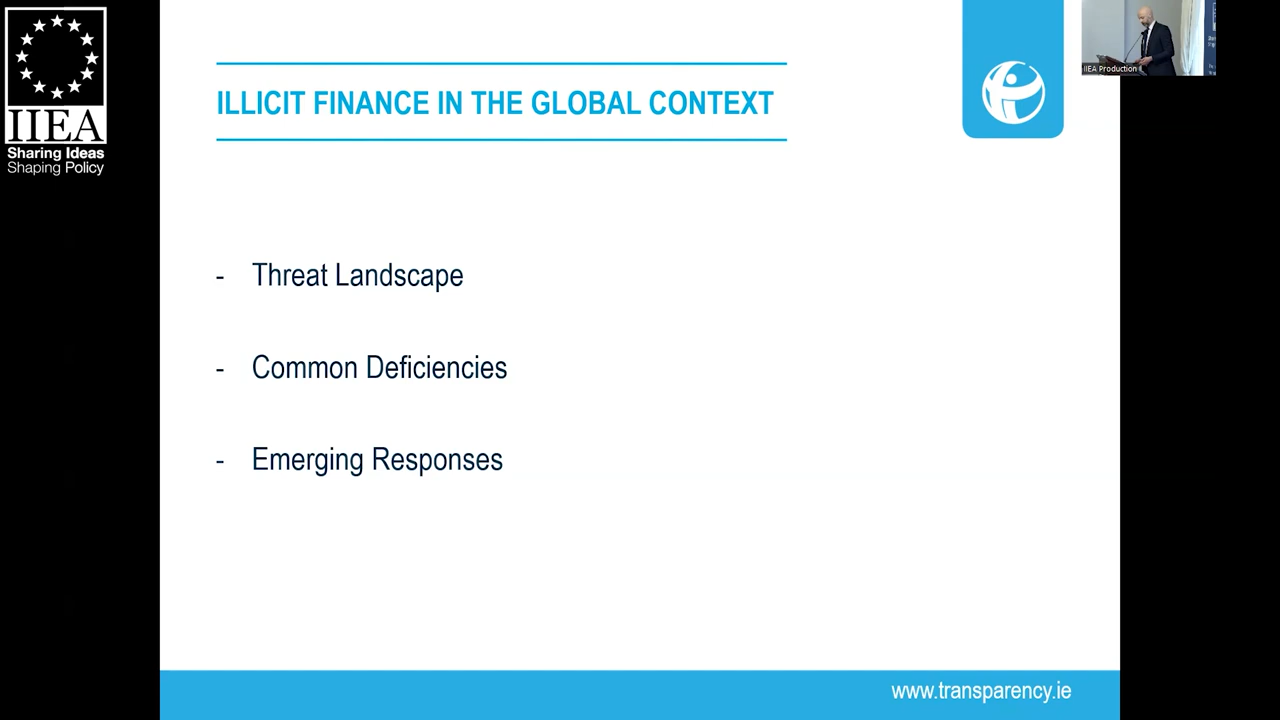 IIEA
Sharing Ideas
Shaping Policy
ILLICIT FINANCE IN THE GLOBAL CONTEXT
IIEA Production
- Threat Landscape
- Common Deficiencies
- Emerging Responses
www.transparency.ie